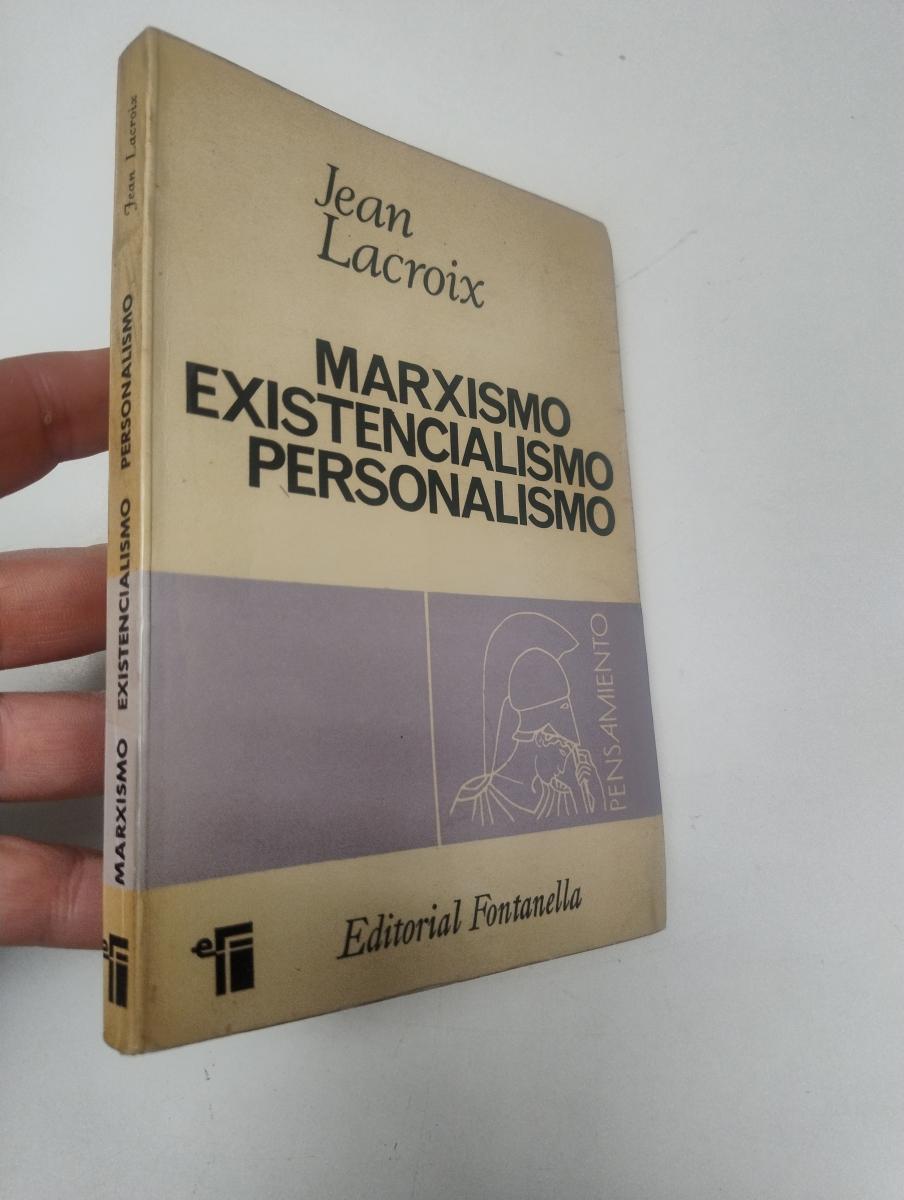 Jean
Lacroix
MARXISMO
EXISTENCIALISMO
PERSONALISMO
PENSAMIENTO
Editorial Fontanella
MARXISMO EXISTENCIALISMO PERSONALISMO Jean Lacroix